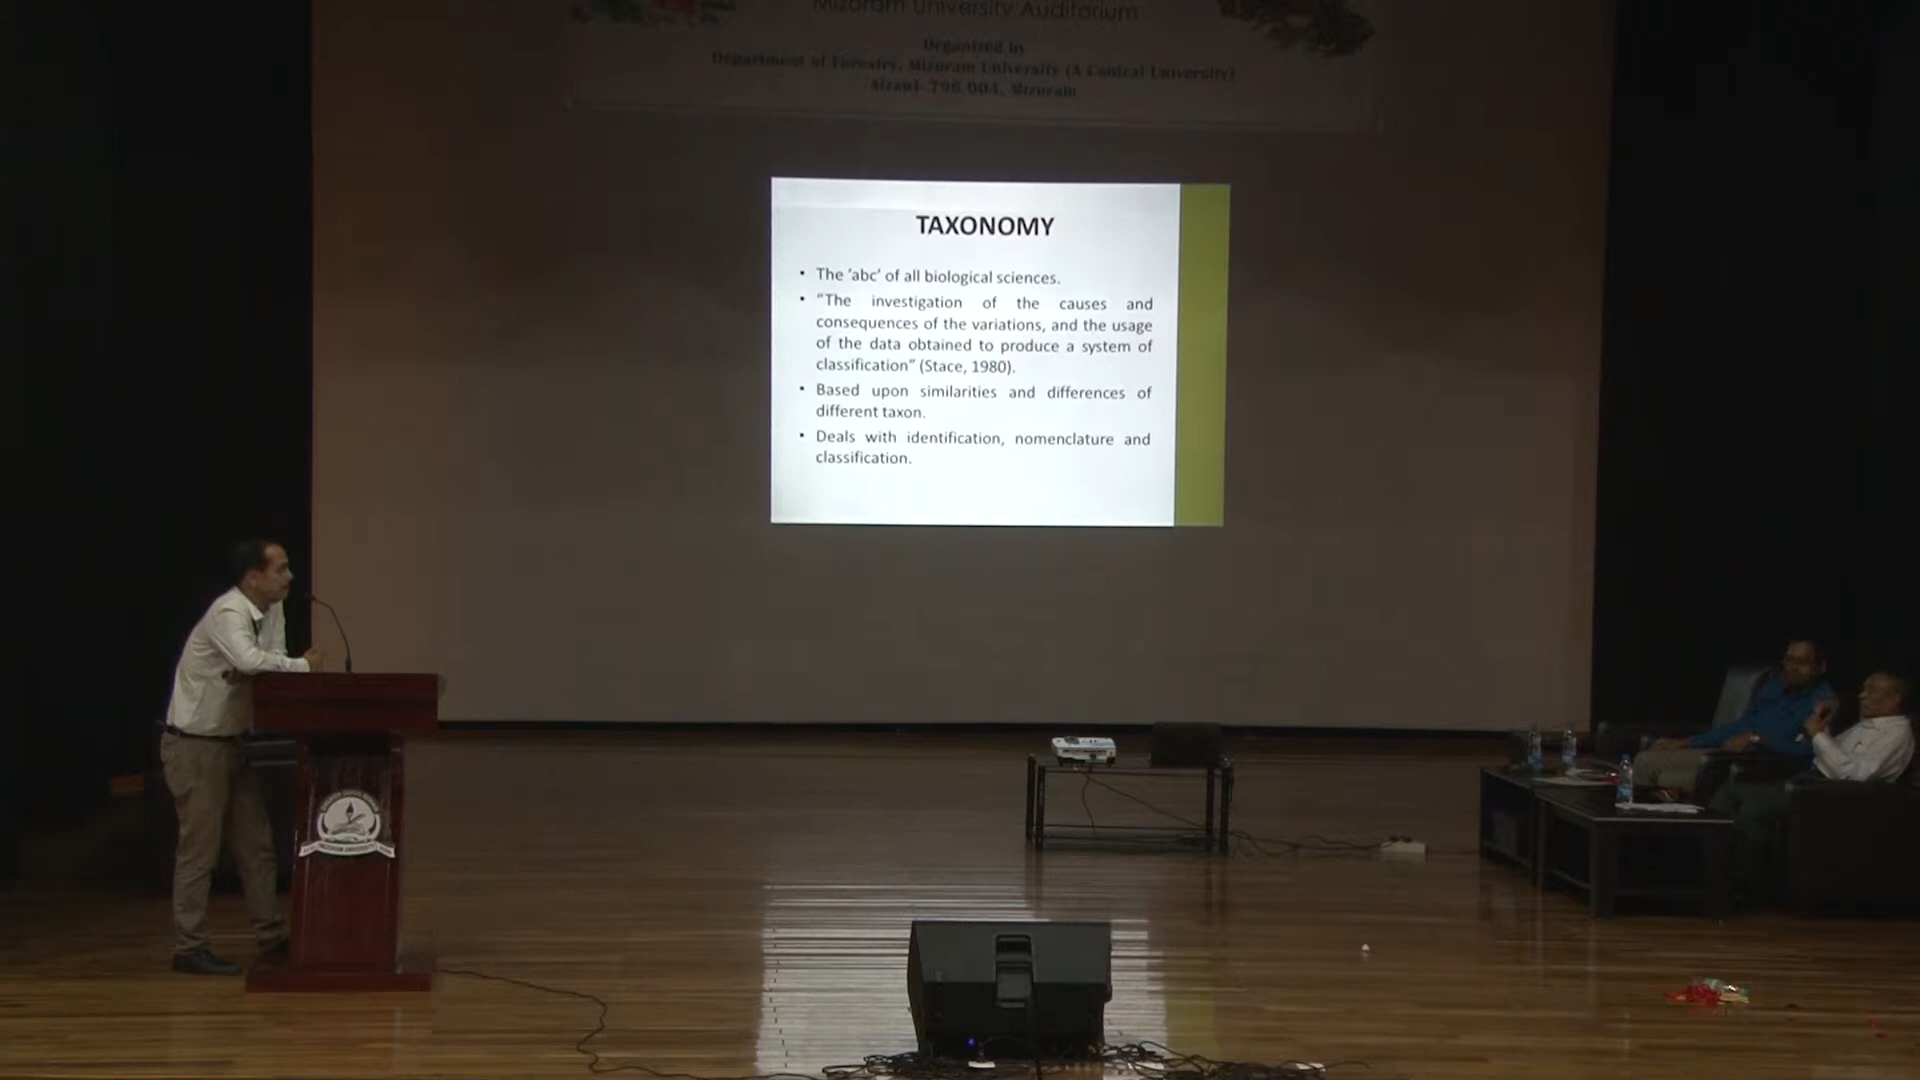 Mizoram University Auditorium
Organized by
Department of Forestry, Mizoram University (A Central University)
Aizawl- 796 004, Mizoram
TAXONOMY
• The 'abc' of all biological sciences.
• "The investigation of the causes and
consequences of the variations, and the usage
of the data obtained to produce a system of
classification" (Stace, 1980).
• Based upon similarities and differences of
different taxon.
• Deals with identification, nomenclature and
classification.
MIZORAM UNIVERSITY